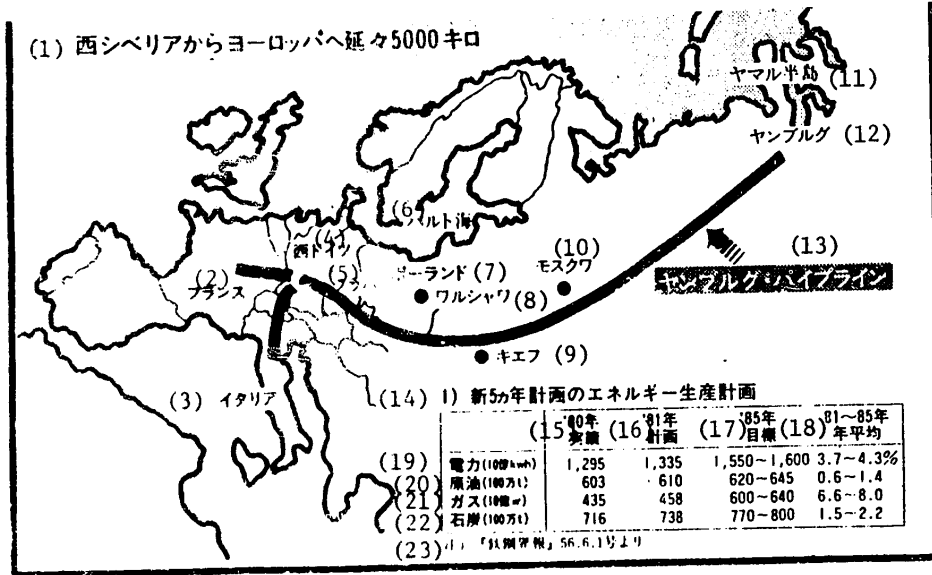 (1) 西シベリアからヨーロッパへ延々5000キロ
ヤマル半島 (11)
ヤンブルグ (12)
(6) バルト海
(4) 西ドイツ
(10) モスクワ
(13) ヤンブルグ・パイプライン
(2) フランス
(5)
ポーランド (7)
ワルシャワ (8)
キエフ (9)
(3) イタリア
(14) 1) 新5ヵ年計画のエネルギー生産計画
(15) '80年実績 (16) '81年計画 (17) '85年目標 (18) '81〜85年年平均
(19) 電力(10億kwh) 1,295 1,335 1,550〜1,600 3.7〜4.3%
(20) 原油(100万t) 603 610 620〜645 0.6〜1.4
(21) ガス(10億㎥) 435 458 600〜640 6.6〜8.0
(22) 石炭(100万t) 716 738 770〜800 1.5〜2.2
(23) 56.6.1号より